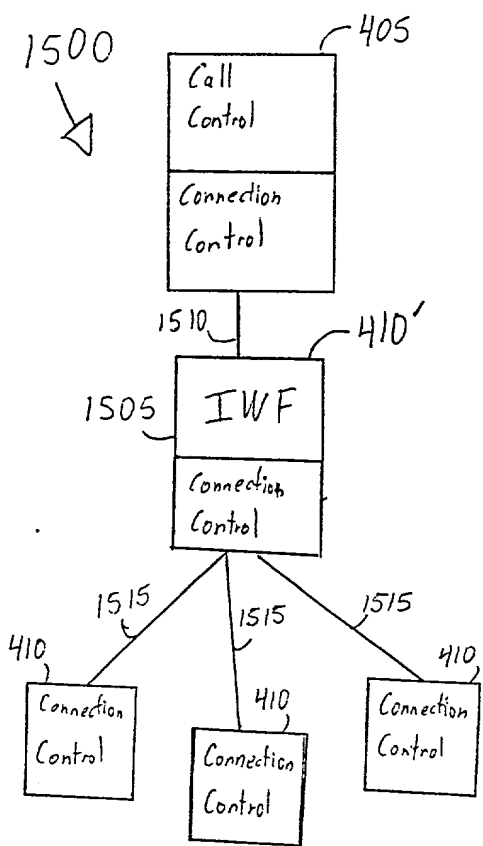 1500
405
Call
Control
Connection
Control
1510
410'
1505
IWF
Connection
Control
1515
1515
1515
410
Connection
Control
410
Connection
Control
410
Connection
Control